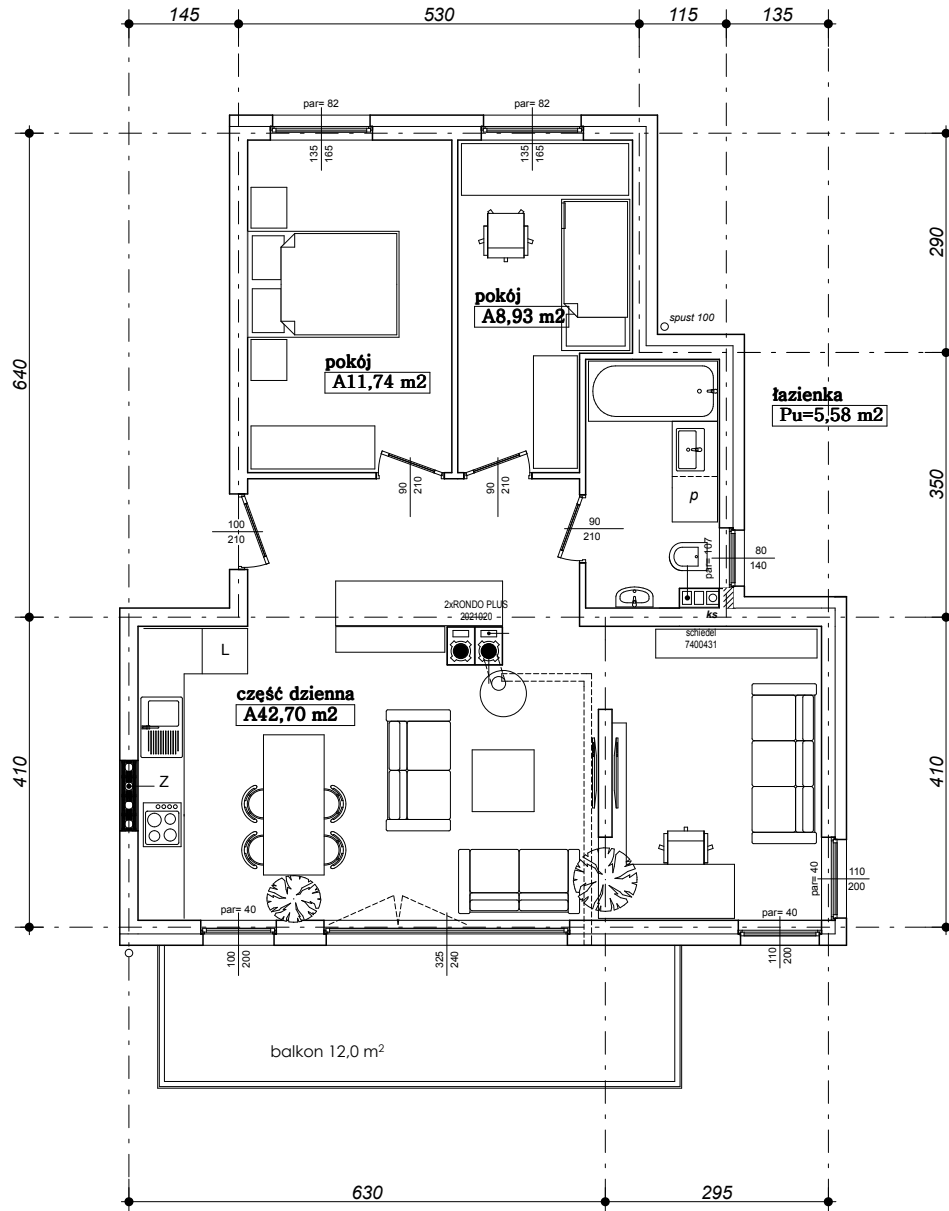 145
530
115
135
par= 82
par= 82
135
165
135
165
290
640
spust 100
pokój
A8,93 m2
pokój
A11,74 m2
łazienka
Pu=5,58 m2
350
p
90
210
90
210
100
210
90
210
par= 107
80
140
2xRONDO PLUS
2021020
ks
schiedel
7400431
L
część dzienna
A42,70 m2
410
410
Z
par= 40
110
200
par= 40
par= 40
100
200
325
240
110
200
balkon 12,0 m²
630
295